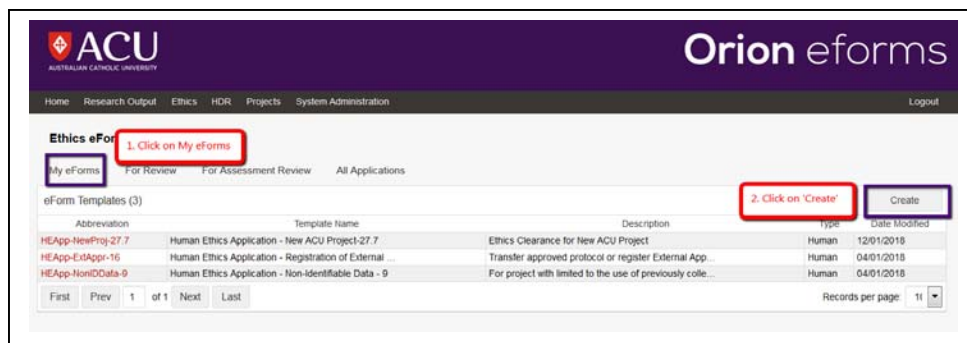 ACU
AUSTRALIAN CATHOLIC UNIVERSITY
Orion eforms
Home Research Output Ethics HDR Projects System Administration Logout
Ethics eFor
1. Click on My eForms
My eForms For Review For Assessment Review All Applications
eForm Templates (3)
2. Click on 'Create'
Create
Abbreviation Template Name Description Type Date Modified
HEApp-NewProj-27.7 Human Ethics Application - New ACU Project-27.7 Ethics Clearance for New ACU Project Human 12/01/2018
HEApp-ExtAppr-16 Human Ethics Application - Registration of External ... Transfer approved protocol or register External App... Human 04/01/2018
HEApp-NonIDData-9 Human Ethics Application - Non-Identifiable Data - 9 For project with limited to the use of previously colle... Human 04/01/2018
First Prev 1 of 1 Next Last Records per page: